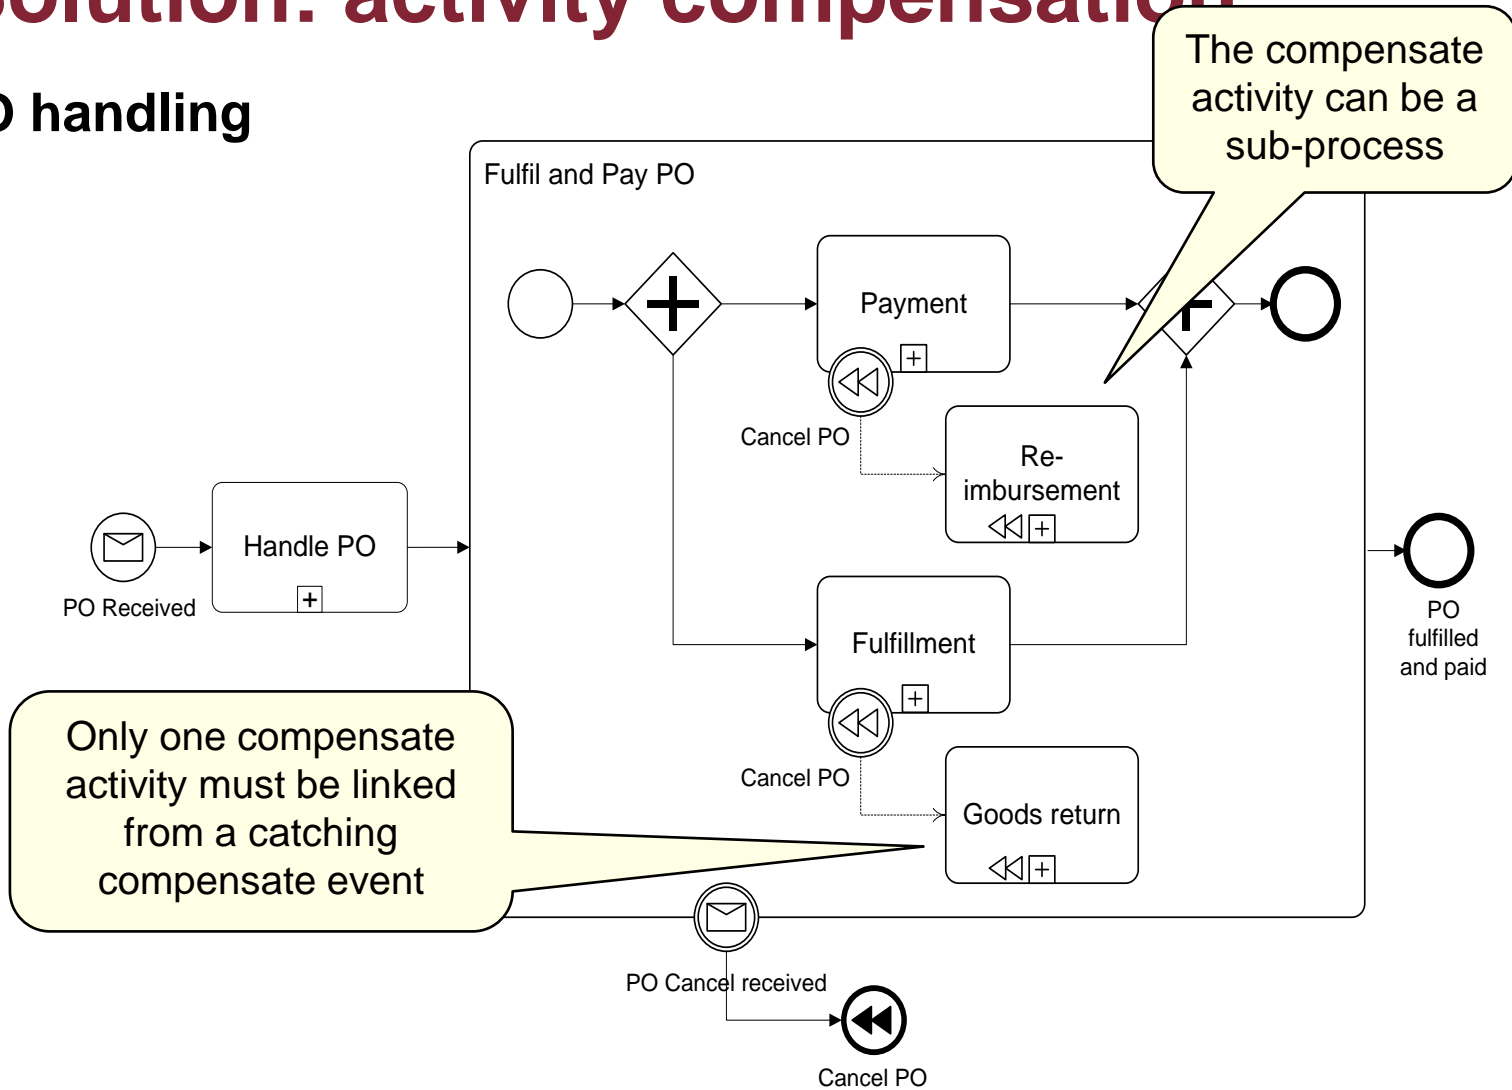 solution: activity compensation
O handling
The compensate
activity can be a
sub-process
Fulfil and Pay PO
Payment
Cancel PO
Re-
imbursement
Handle PO
PO Received
PO
fulfilled
and paid
Fulfillment
Only one compensate
activity must be linked
from a catching
compensate event
Cancel PO
Goods return
PO Cancel received
Cancel PO